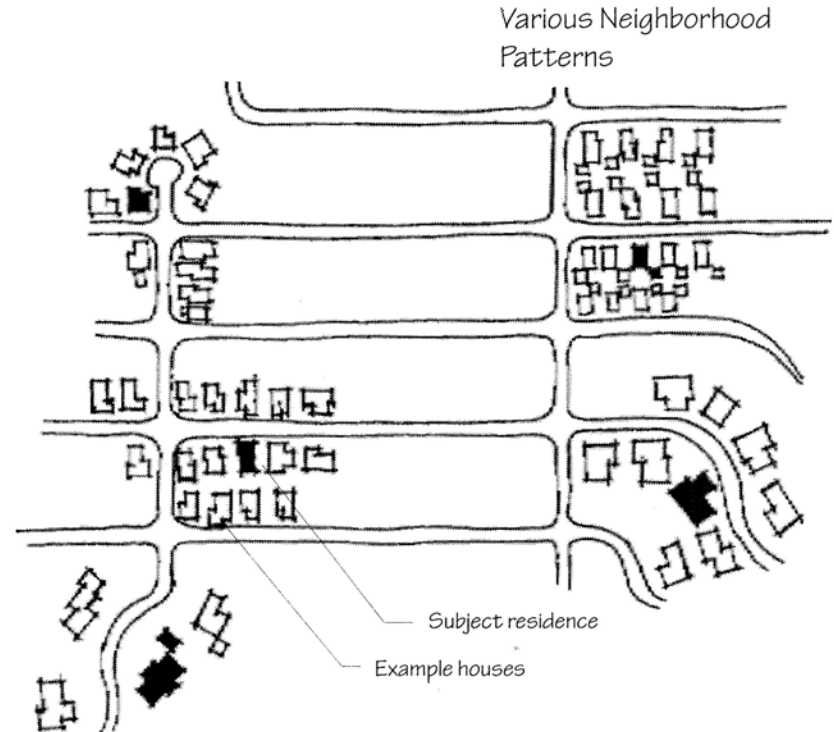 Various Neighborhood
Patterns
Subject residence
Example houses